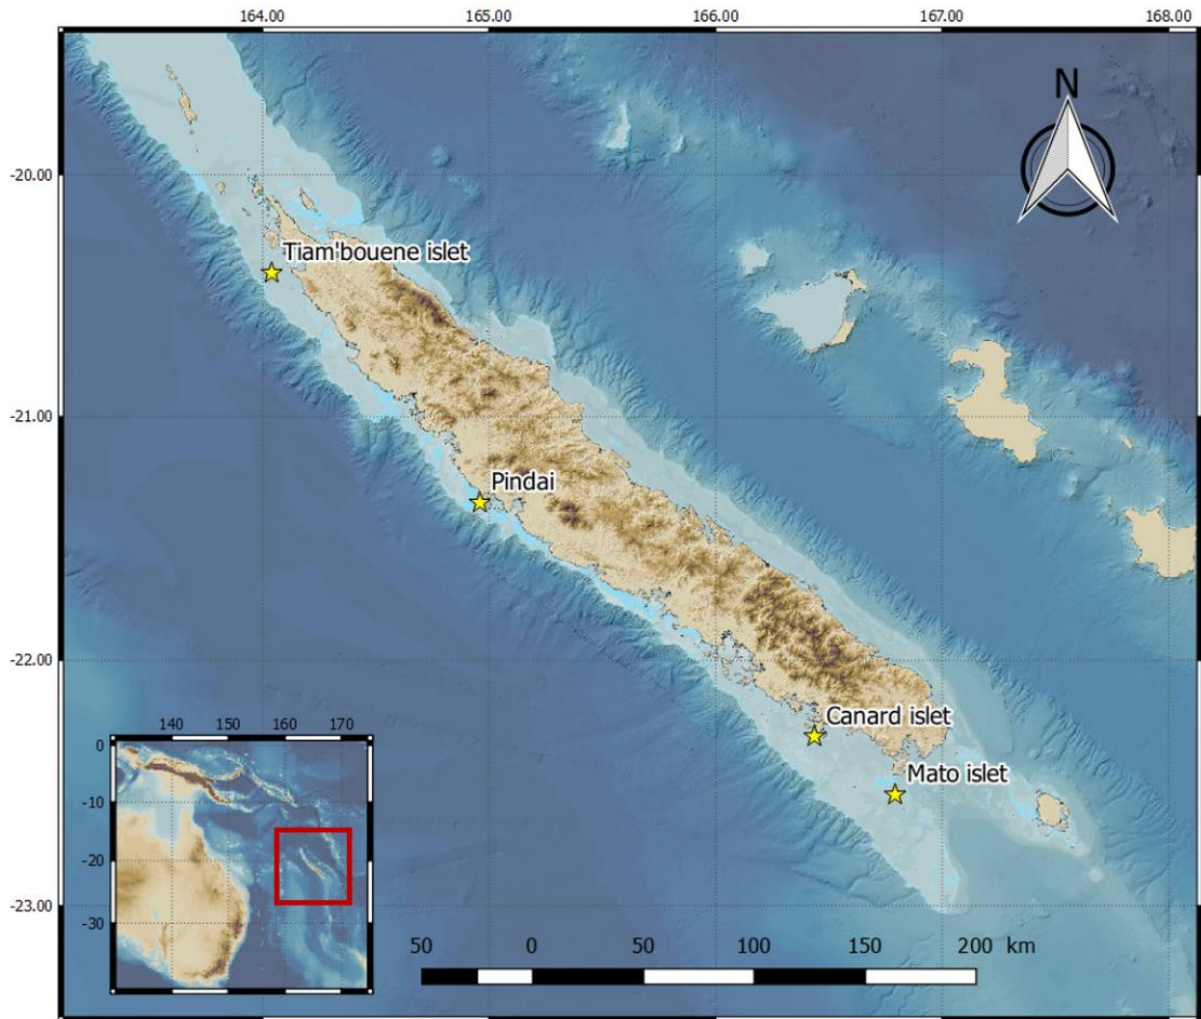 164.00 165.00 166.00 167.00 168.00
N
-20.00
Tiam'bouene islet
-21.00
Pindai
-22.00
Canard islet
140 150 160 170
0
Mato islet
-10
-20
-23.00
-30
50 0 50 100 150 200 km